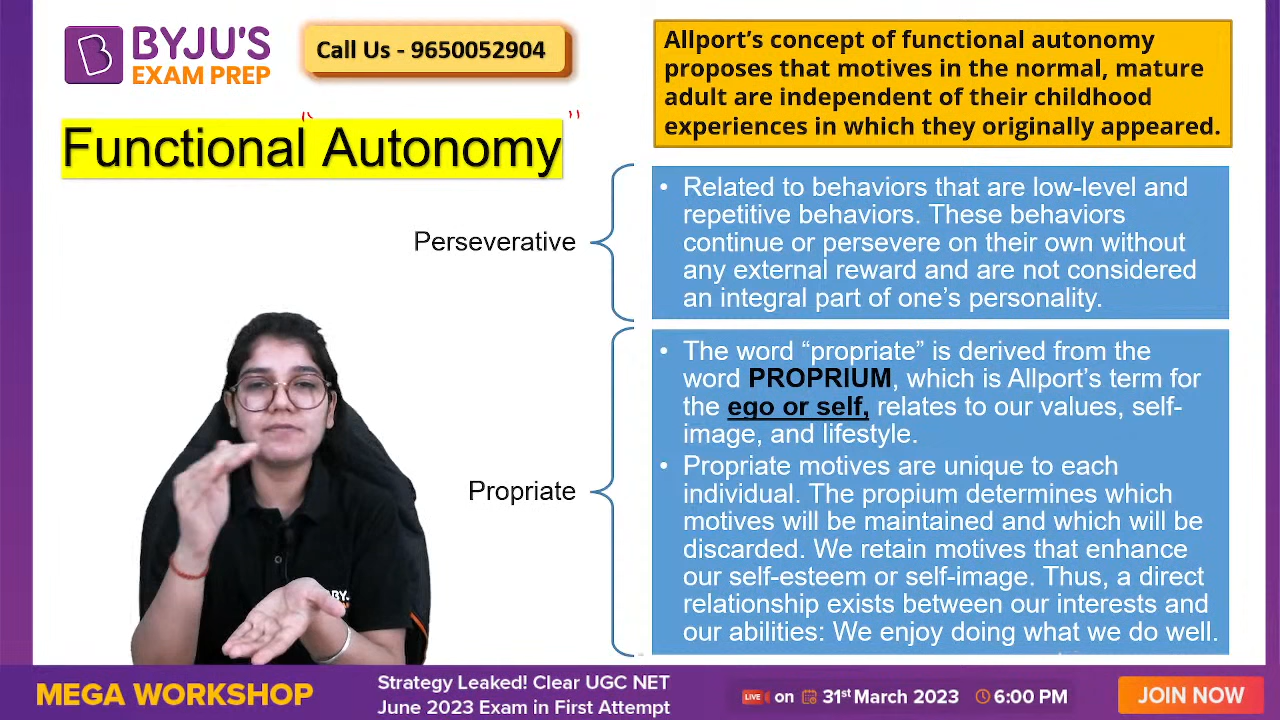 BYJU'S
EXAM PREP
Call Us - 9650052904
Allport's concept of functional autonomy
proposes that motives in the normal, mature
adult are independent of their childhood
experiences in which they originally appeared.
Functional Autonomy
Perseverative
• Related to behaviors that are low-level and
repetitive behaviors. These behaviors
continue or persevere on their own without
any external reward and are not considered
an integral part of one's personality.
Propriate
• The word “propriate” is derived from the
word PROPRIUM, which is Allport's term for
the ego or self, relates to our values, self-
image, and lifestyle.
• Propriate motives are unique to each
individual. The propium determines which
motives will be maintained and which will be
discarded. We retain motives that enhance
our self-esteem or self-image. Thus, a direct
relationship exists between our interests and
our abilities: We enjoy doing what we do well.
BY.
MEGA WORKSHOP
Strategy Leaked! Clear UGC NET
June 2023 Exam in First Attempt
LIVE on 31st March 2023 6:00 PM
JOIN NOW